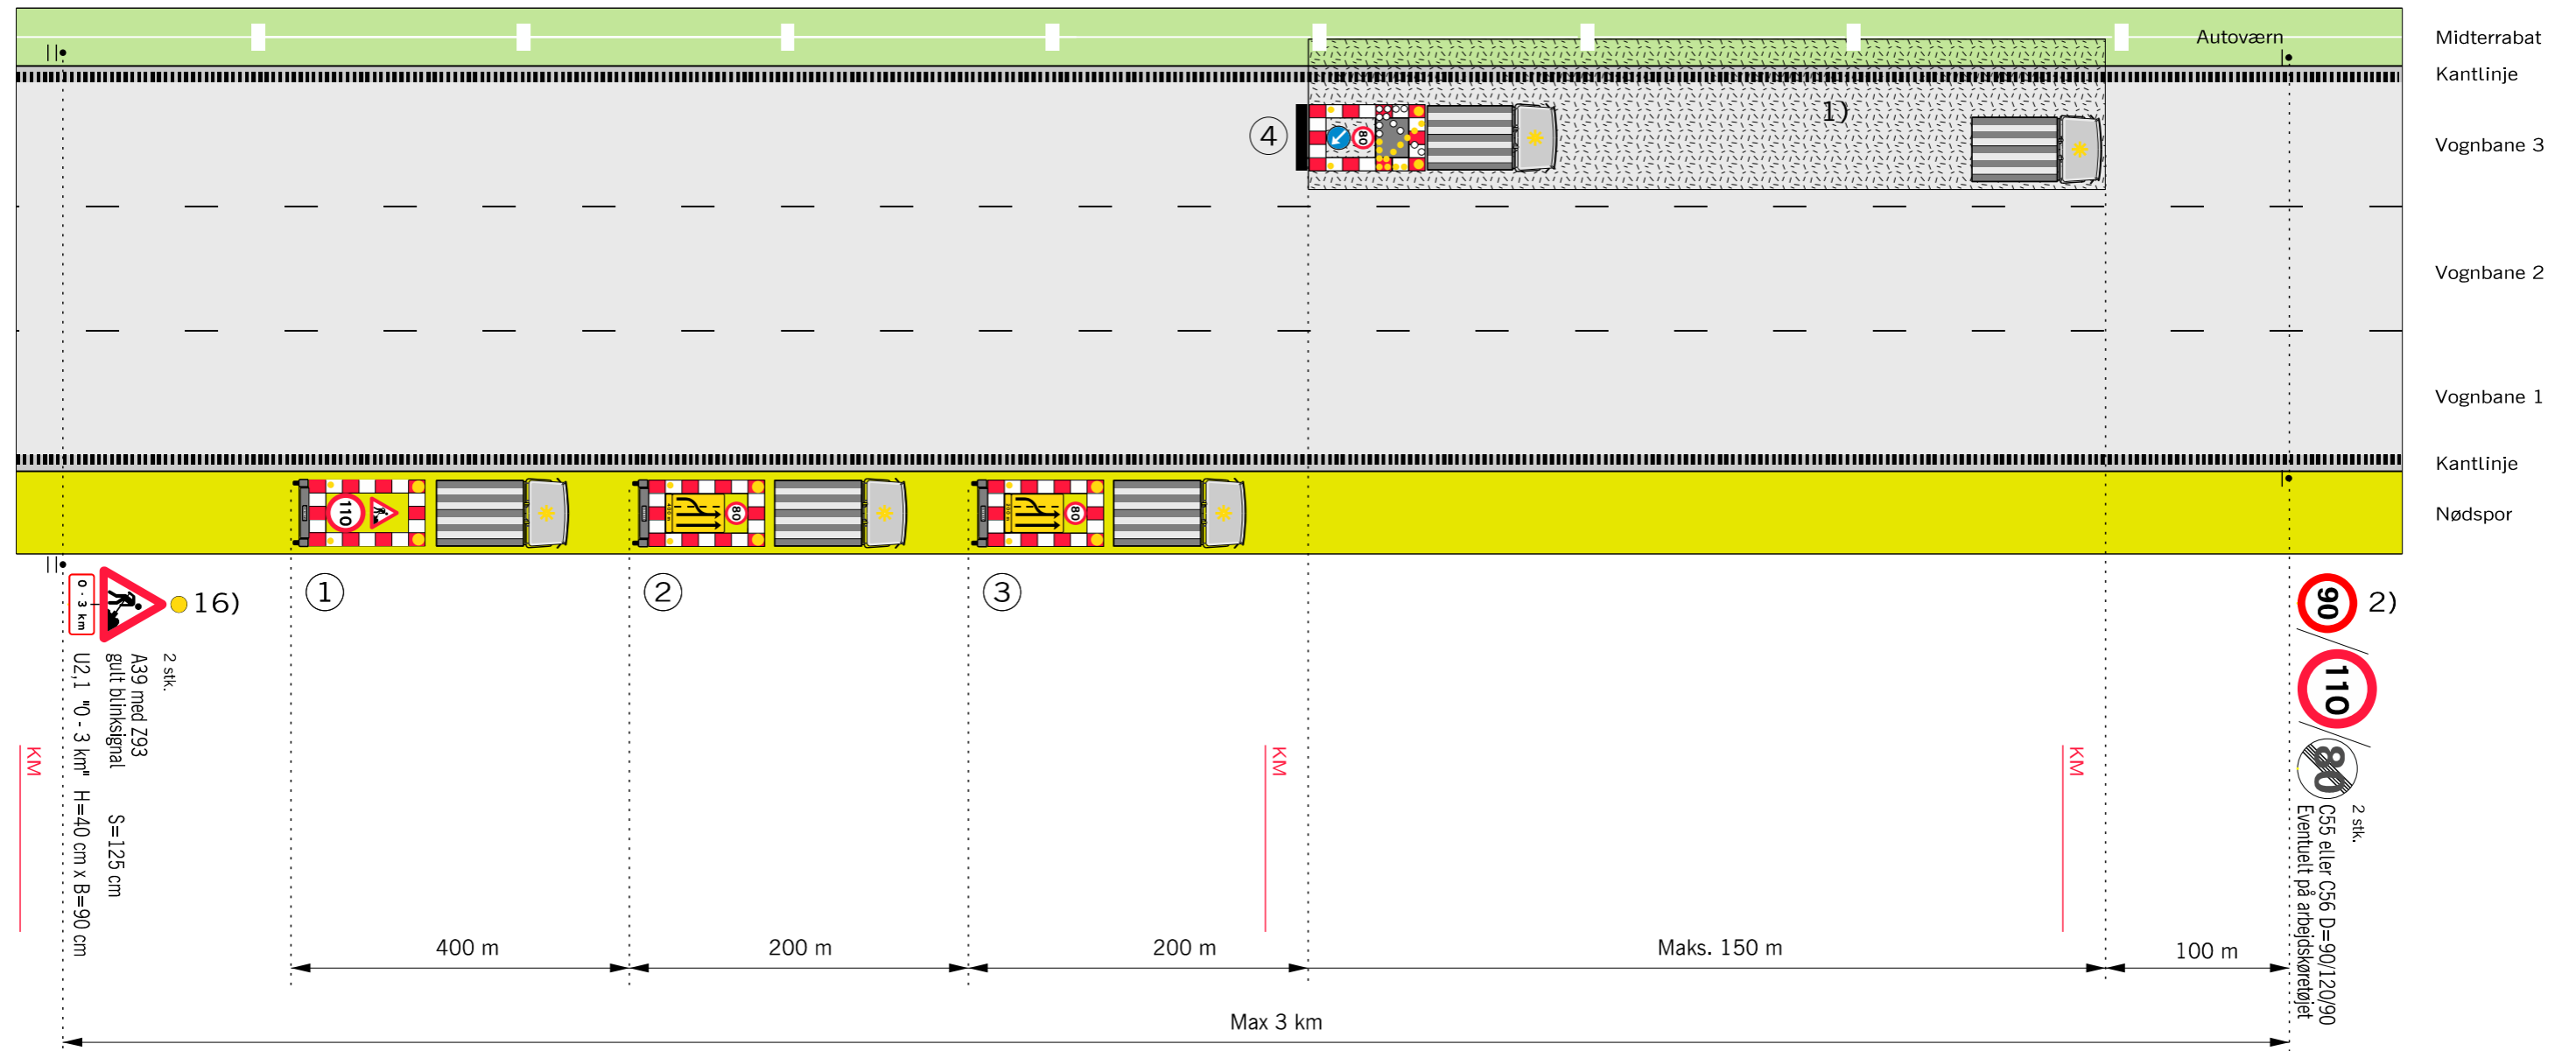 Autoværn
Midterrabat
Kantlinje
4
80
1)
Vognbane 3
Vognbane 2
Vognbane 1
Kantlinje
110
400 m
80
80
Nødspor
1
2
3
0 - 3 km
16)
2 stk.
A39 med Z93
gult blinksignal S=125 cm
U2,1 "0 - 3 km" H=40 cm x B=90 cm
90
2)
110
80
2 stk.
C55 eller C56 D=90/120/90
Eventuelt på arbejdskøretøjet
KM
KM
KM
400 m
200 m
200 m
Maks. 150 m
100 m
Max 3 km